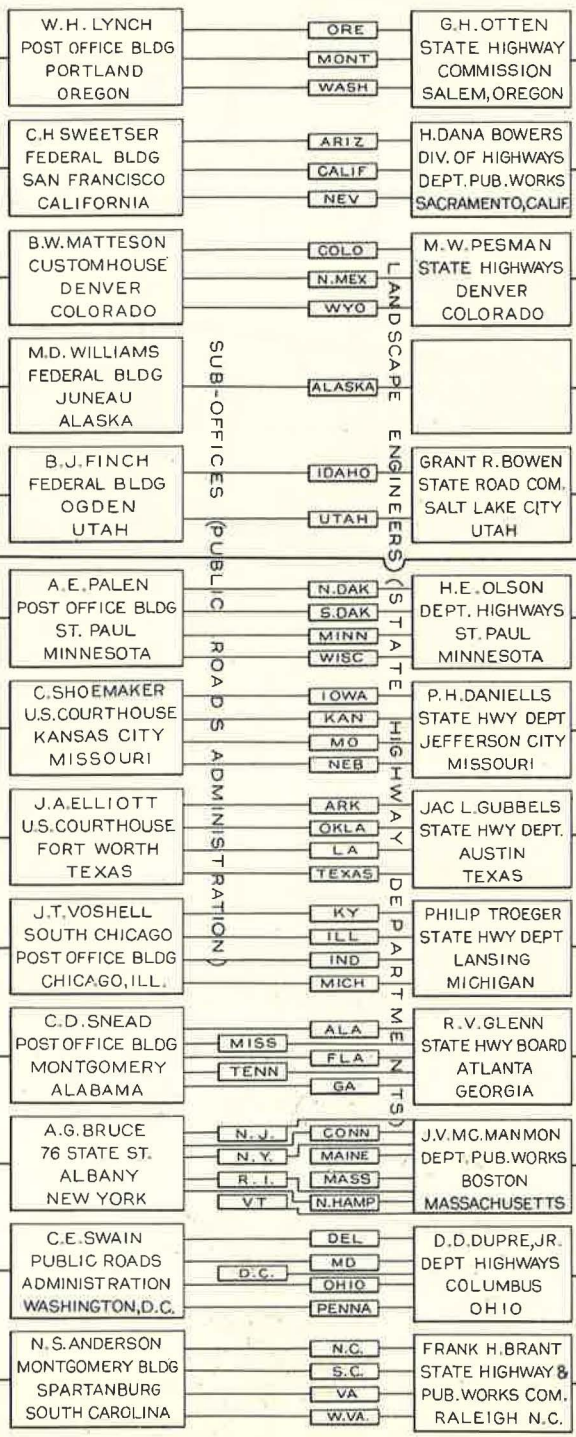 W.H. LYNCH
POST OFFICE BLDG
PORTLAND
OREGON
ORE
MONT
WASH
G.H.OTTEN
STATE HIGHWAY
COMMISSION
SALEM, OREGON
C.H SWEETSER
FEDERAL BLDG
SAN FRANCISCO
CALIFORNIA
ARIZ
CALIF
NEV
H.DANA BOWERS
DIV. OF HIGHWAYS
DEPT. PUB. WORKS
SACRAMENTO, CALIF.
B.W. MATTESON
CUSTOMHOUSE
DENVER
COLORADO
COLO
N.MEX
WYO
M.W. PESMAN
STATE HIGHWAYS
DENVER
COLORADO
M.D. WILLIAMS
FEDERAL BLDG
JUNEAU
ALASKA
ALASKA
B.J. FINCH
FEDERAL BLDG
OGDEN
UTAH
IDAHO
UTAH
GRANT R. BOWEN
STATE ROAD COM.
SALT LAKE CITY
UTAH
SUB-OFFICES (PUBLIC ROADS ADMINISTRATION)
LANDSCAPE ENGINEERS (STATE HIGHWAY DEPARTMENTS)
A.E. PALEN
POST OFFICE BLDG
ST. PAUL
MINNESOTA
N.DAK
S.DAK
MINN
WISC
H.E. OLSON
DEPT. HIGHWAYS
ST. PAUL
MINNESOTA
C. SHOEMAKER
U.S. COURTHOUSE
KANSAS CITY
MISSOURI
IOWA
KAN
MO
NEB
P.H. DANIELLS
STATE HWY DEPT
JEFFERSON CITY
MISSOURI
J.A. ELLIOTT
U.S. COURTHOUSE
FORT WORTH
TEXAS
ARK
OKLA
LA
TEXAS
JAC L. GUBBELS
STATE HWY DEPT.
AUSTIN
TEXAS
J.T. VOSHELL
SOUTH CHICAGO
POST OFFICE BLDG
CHICAGO, ILL.
KY
ILL
IND
MICH
PHILIP TROEGER
STATE HWY DEPT
LANSING
MICHIGAN
C.D. SNEAD
POST OFFICE BLDG
MONTGOMERY
ALABAMA
ALA
MISS
FLA
TENN
GA
R.V. GLENN
STATE HWY BOARD
ATLANTA
GEORGIA
A.G. BRUCE
76 STATE ST.
ALBANY
NEW YORK
N.J.
N.Y.
R.I.
VT
CONN
MAINE
MASS
N.HAMP
J.V. MC.MANMON
DEPT. PUB. WORKS
BOSTON
MASSACHUSETTS
C.E. SWAIN
PUBLIC ROADS
ADMINISTRATION
WASHINGTON, D.C.
DEL
MD
D.C.
OHIO
PENNA
D.D. DUPRE, JR.
DEPT HIGHWAYS
COLUMBUS
OHIO
N.S. ANDERSON
MONTGOMERY BLDG
SPARTANBURG
SOUTH CAROLINA
N.C.
S.C.
VA
W.VA.
FRANK H. BRANT
STATE HIGHWAY &
PUB. WORKS COM.
RALEIGH N.C.